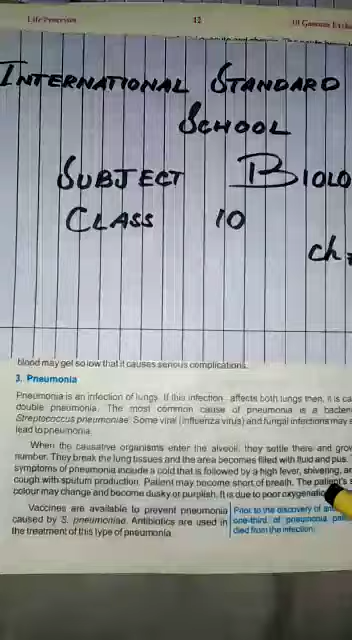 Life Processes 12 10 Gaseous Exch
INTERNATIONAL STANDARD
SCHOOL
SUBJECT BIOLO
CLASS 10
ch
blood may get so low that it causes serious complications.
3. Pneumonia
Pneumonia is an infection of lungs. If this infection affects both lungs then, it is ca
double pneumonia. The most common cause of pneumonia is a bacter
Streptococcus pneumoniae. Some viral (influenza virus) and fungal infections may a
lead to pneumonia.
When the causative organisms enter the alveoli, they settle there and grow
number. They break the lung tissues and the area becomes filled with fluid and pus. T
symptoms of pneumonia include a cold that is followed by a high fever, shivering, an
cough with sputum production. Patient may become short of breath. The patient's s
colour may change and become dusky or purplish. It is due to poor oxygenatio
Vaccines are available to prevent pneumonia
caused by S. pneumoniae. Antibiotics are used in
the treatment of this type of pneumonia.
Prior to the discovery of ant
one-third of pneumonia pati
died from the infection.